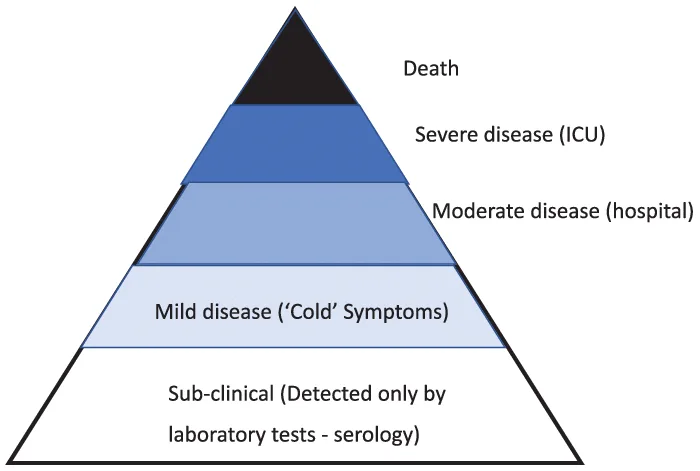 Death
Severe disease (ICU)
Moderate disease (hospital)
Mild disease (‘Cold’ Symptoms)
Sub-clinical (Detected only by
laboratory tests - serology)